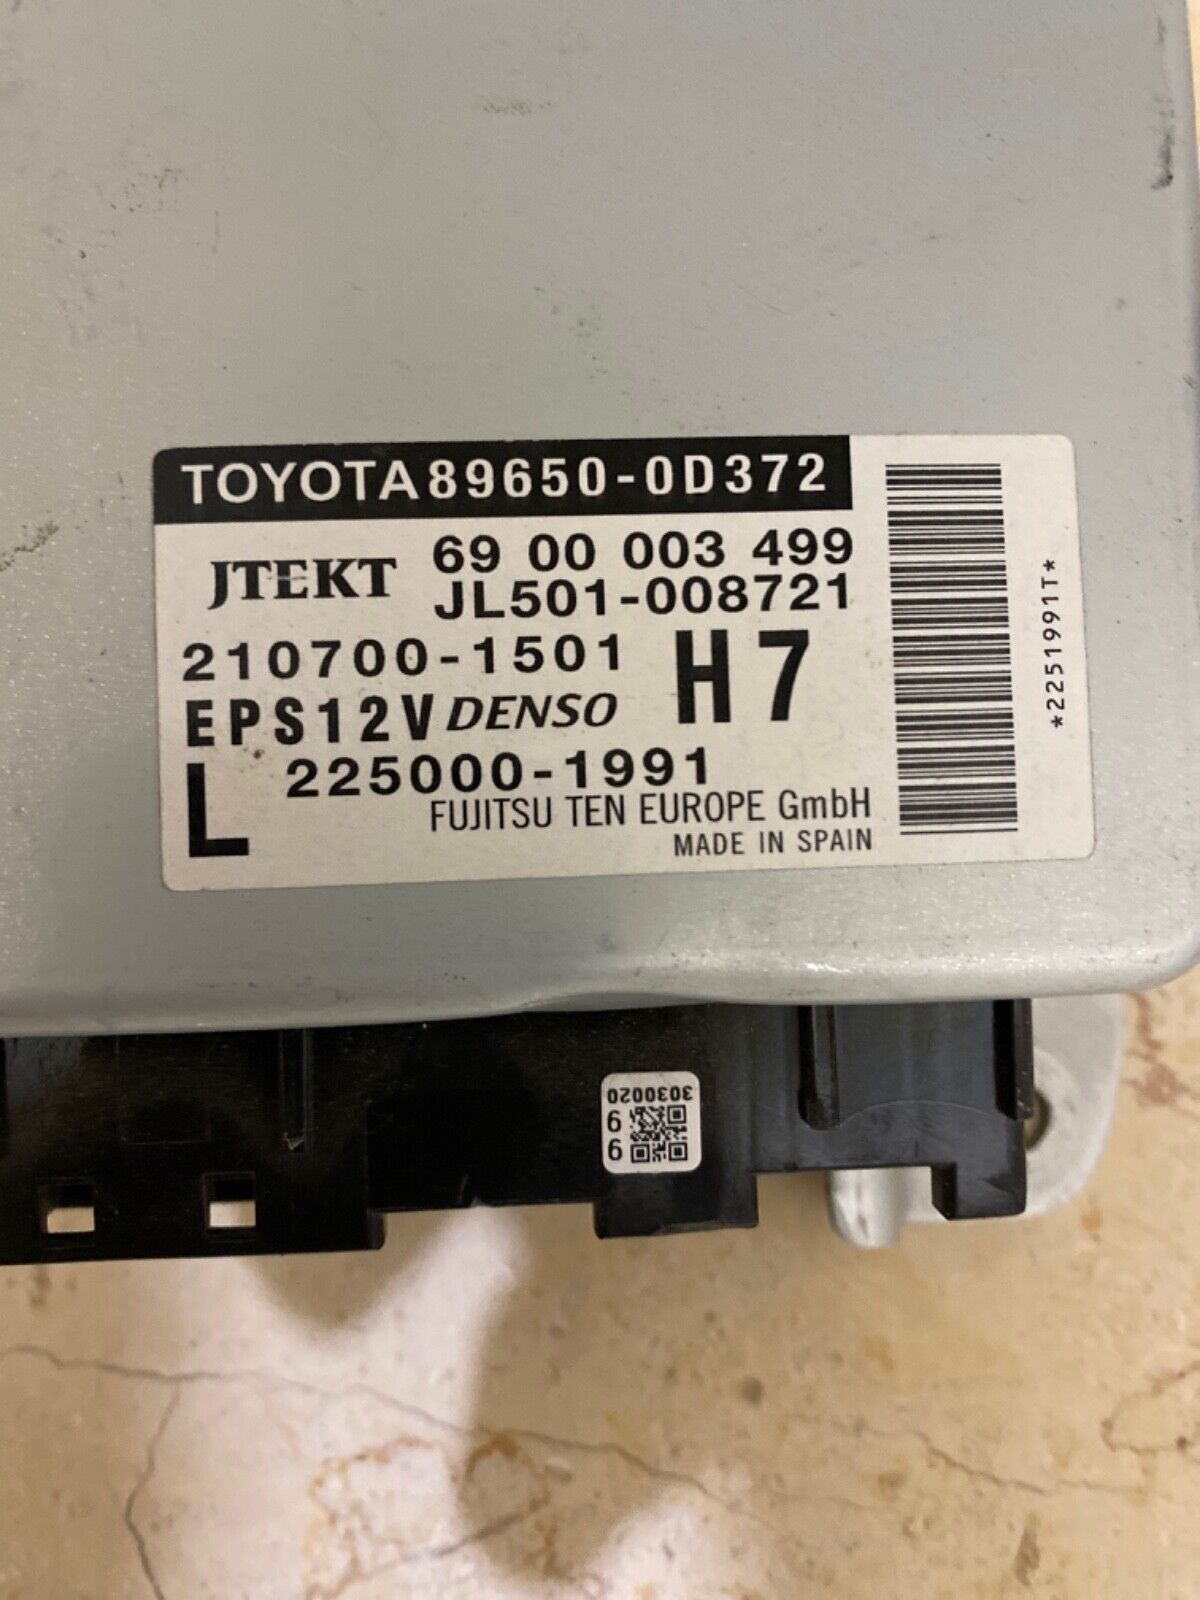 TOYOTA 89650-0D372
JTEKT 69 00 003 499
JL501-008721
210700-1501 H7
EPS12V DENSO
L 225000-1991
FUJITSU TEN EUROPE GmbH
MADE IN SPAIN
*2251991T*
3030020
9
9